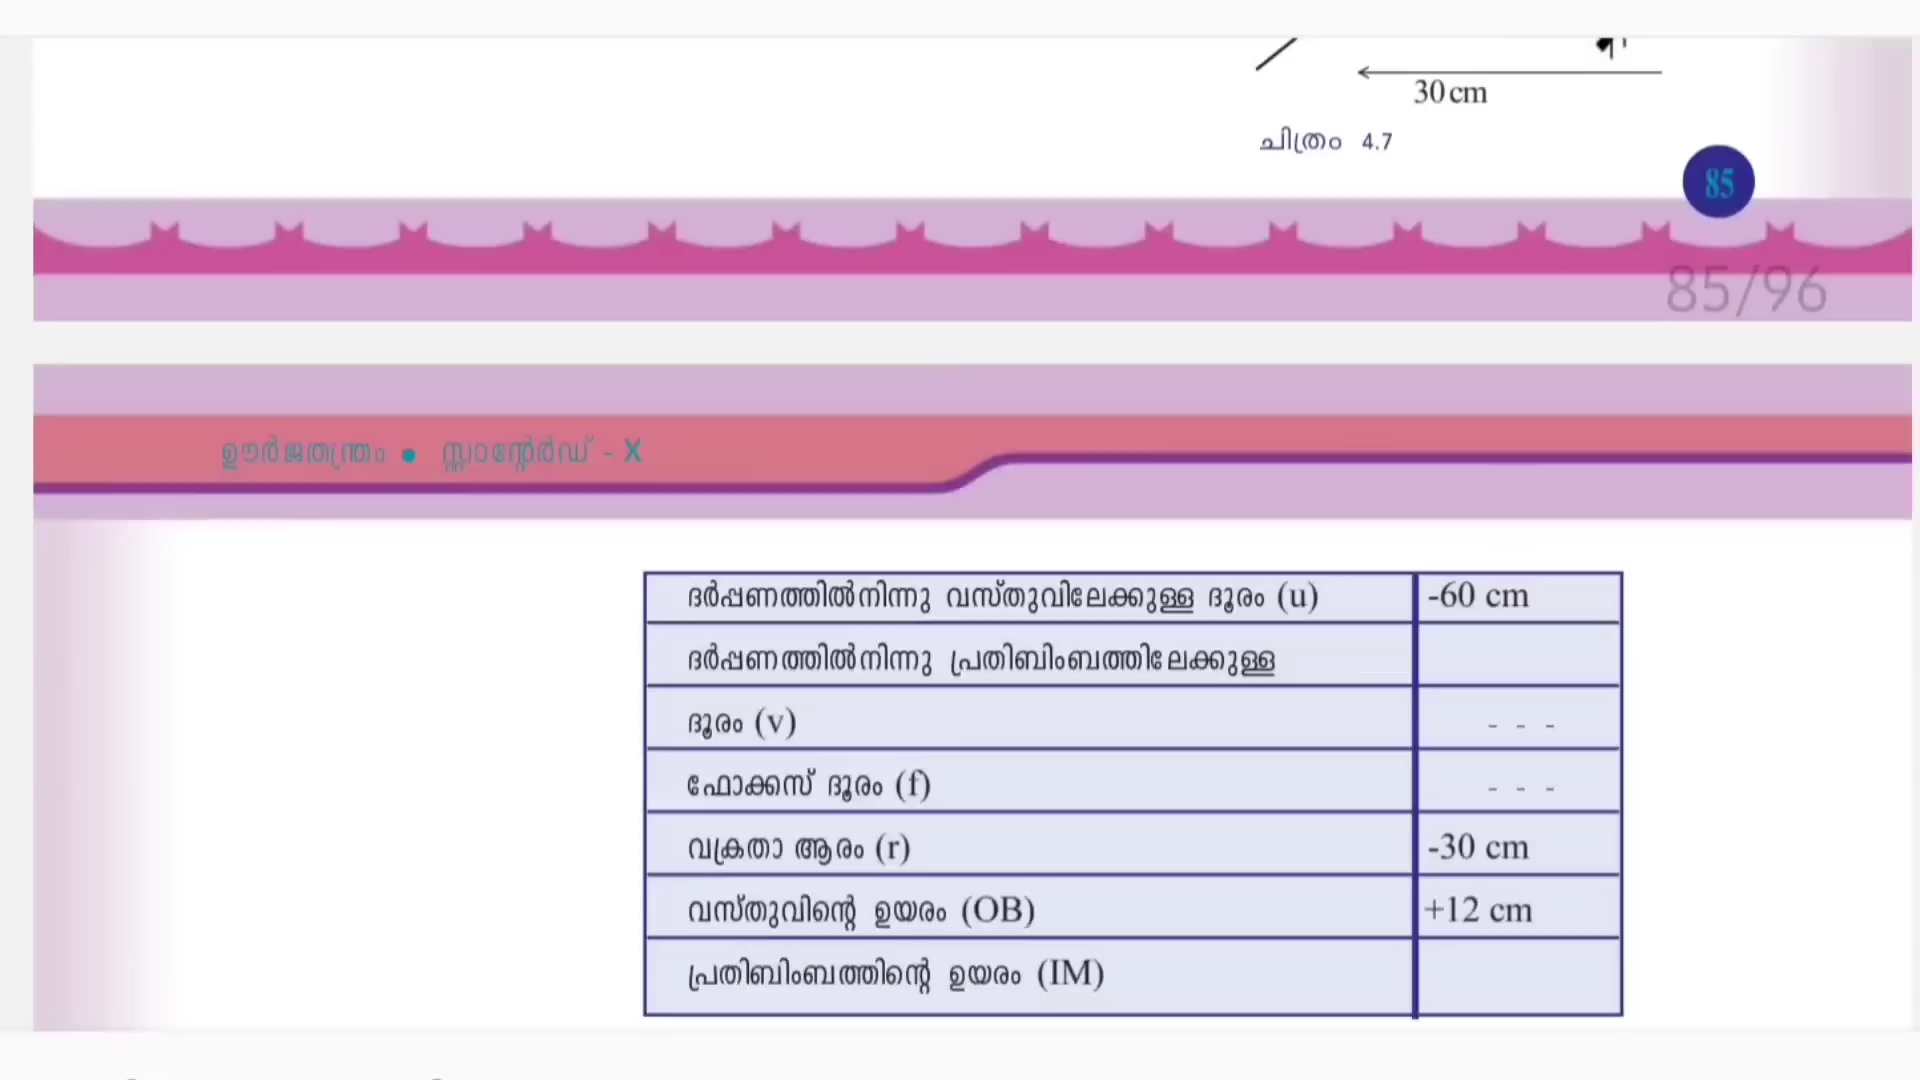 30 cm
ചിത്രം 4.7
85
85/96
ഊർജതന്ത്രം ● സ്റ്റാന്റേർഡ് - X
ദർപ്പണത്തിൽനിന്നു വസ്തുവിലേക്കുള്ള ദൂരം (u) -60 cm
ദർപ്പണത്തിൽനിന്നു പ്രതിബിംബത്തിലേക്കുള്ള
ദൂരം (v) - - -
ഫോക്കസ് ദൂരം (f) - - -
വക്രതാ ആരം (r) -30 cm
വസ്തുവിന്റെ ഉയരം (OB) +12 cm
പ്രതിബിംബത്തിന്റെ ഉയരം (IM)